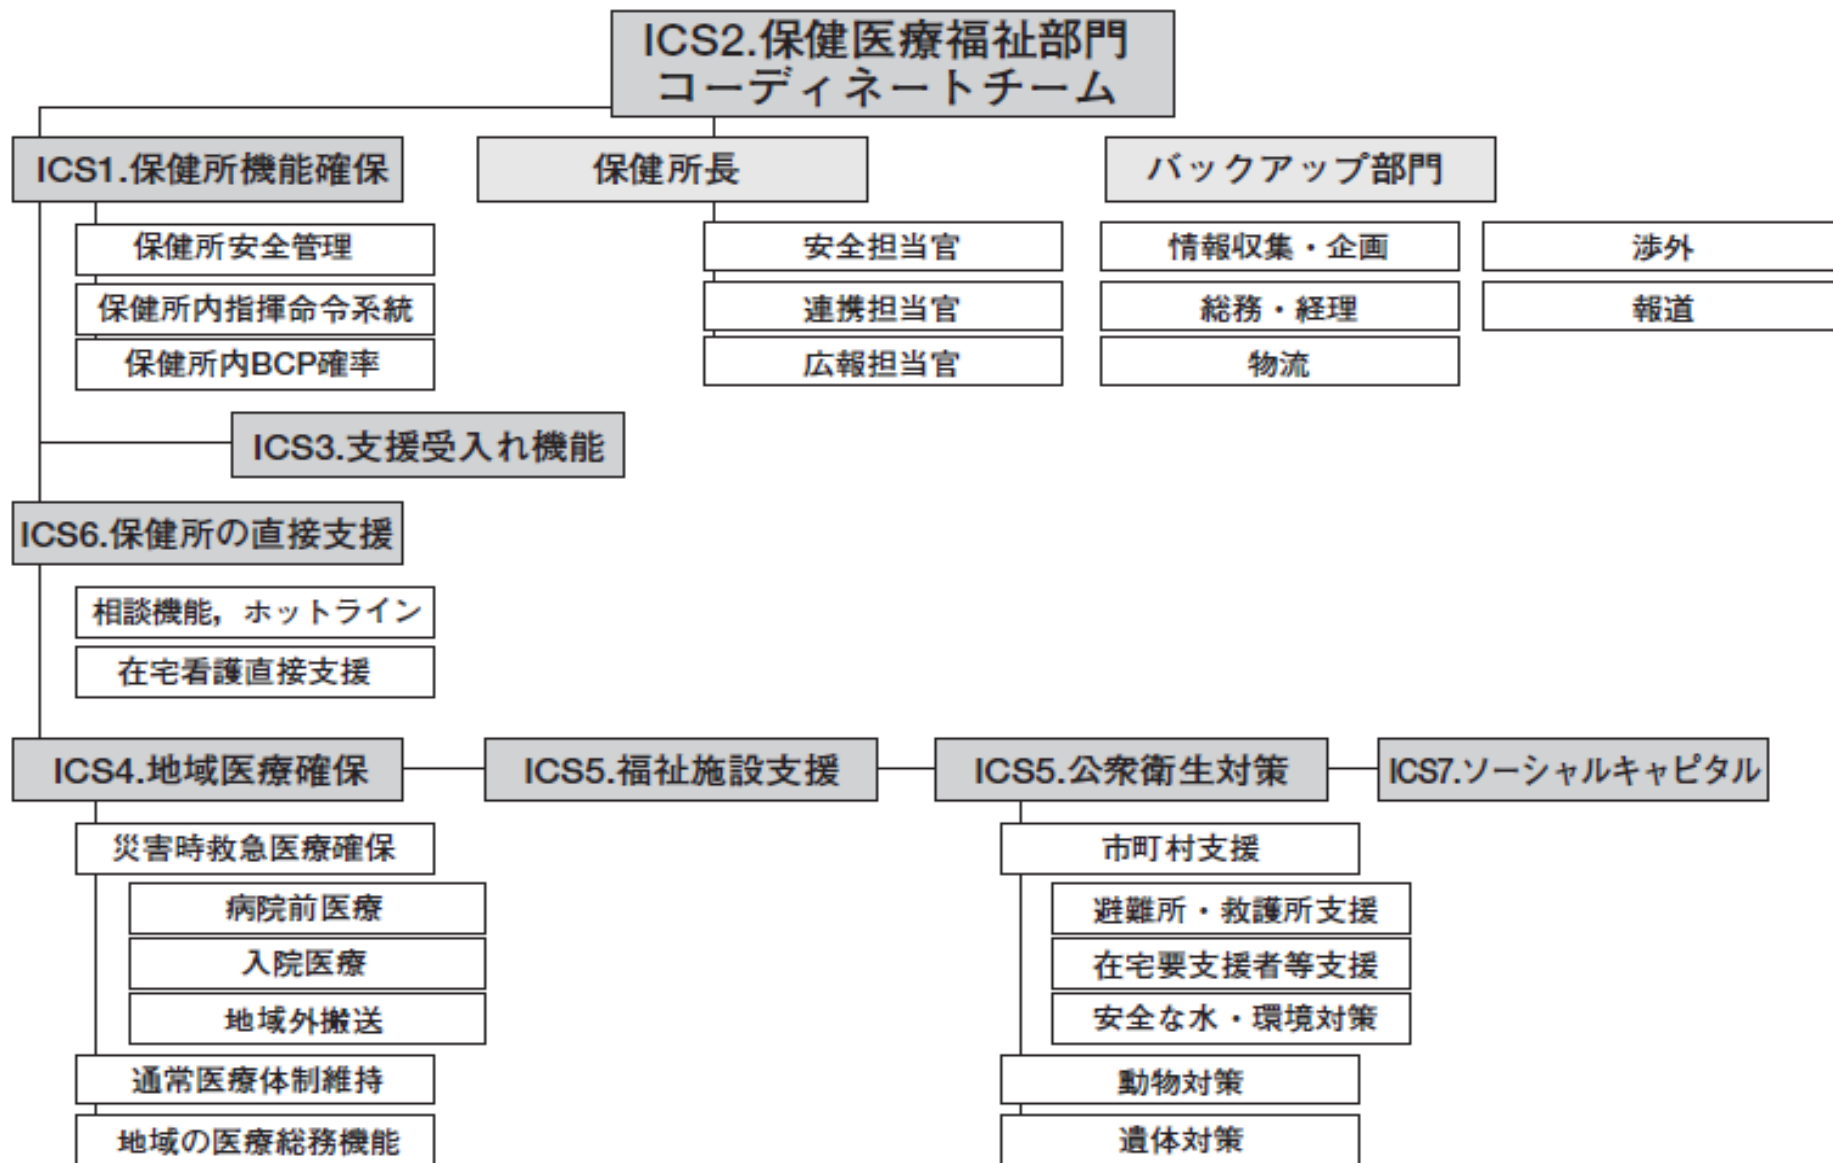 ICS2.保健医療福祉部門
コーディネートチーム
ICS1.保健所機能確保
保健所長
バックアップ部門
保健所安全管理
保健所内指揮命令系統
保健所内BCP確率
安全担当官
連携担当官
広報担当官
情報収集・企画
総務・経理
物流
渉外
報道
ICS3.支援受入れ機能
ICS6.保健所の直接支援
相談機能，ホットライン
在宅看護直接支援
ICS4.地域医療確保
ICS5.福祉施設支援
ICS5.公衆衛生対策
ICS7.ソーシャルキャピタル
災害時救急医療確保
病院前医療
入院医療
地域外搬送
通常医療体制維持
地域の医療総務機能
市町村支援
避難所・救護所支援
在宅要支援者等支援
安全な水・環境対策
動物対策
遺体対策